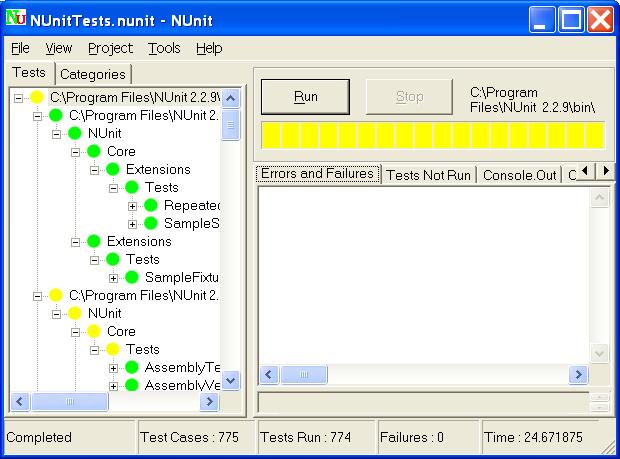 NUnitTests.nunit - NUnit
File View Project Tools Help
Tests Categories
C:\Program Files\NUnit 2.2.9\
C:\Program Files\NUnit 2.
NUnit
Core
Extensions
Tests
Repeated
SampleS
Extensions
Tests
SampleFixtu
C:\Program Files\NUnit 2.
NUnit
Core
Tests
AssemblyTe
AssemblyVe
Run Stop C:\Program
Files\NUnit 2.2.9\bin\
Errors and Failures Tests Not Run Console.Out C
Completed Test Cases : 775 Tests Run : 774 Failures : 0 Time : 24.671875